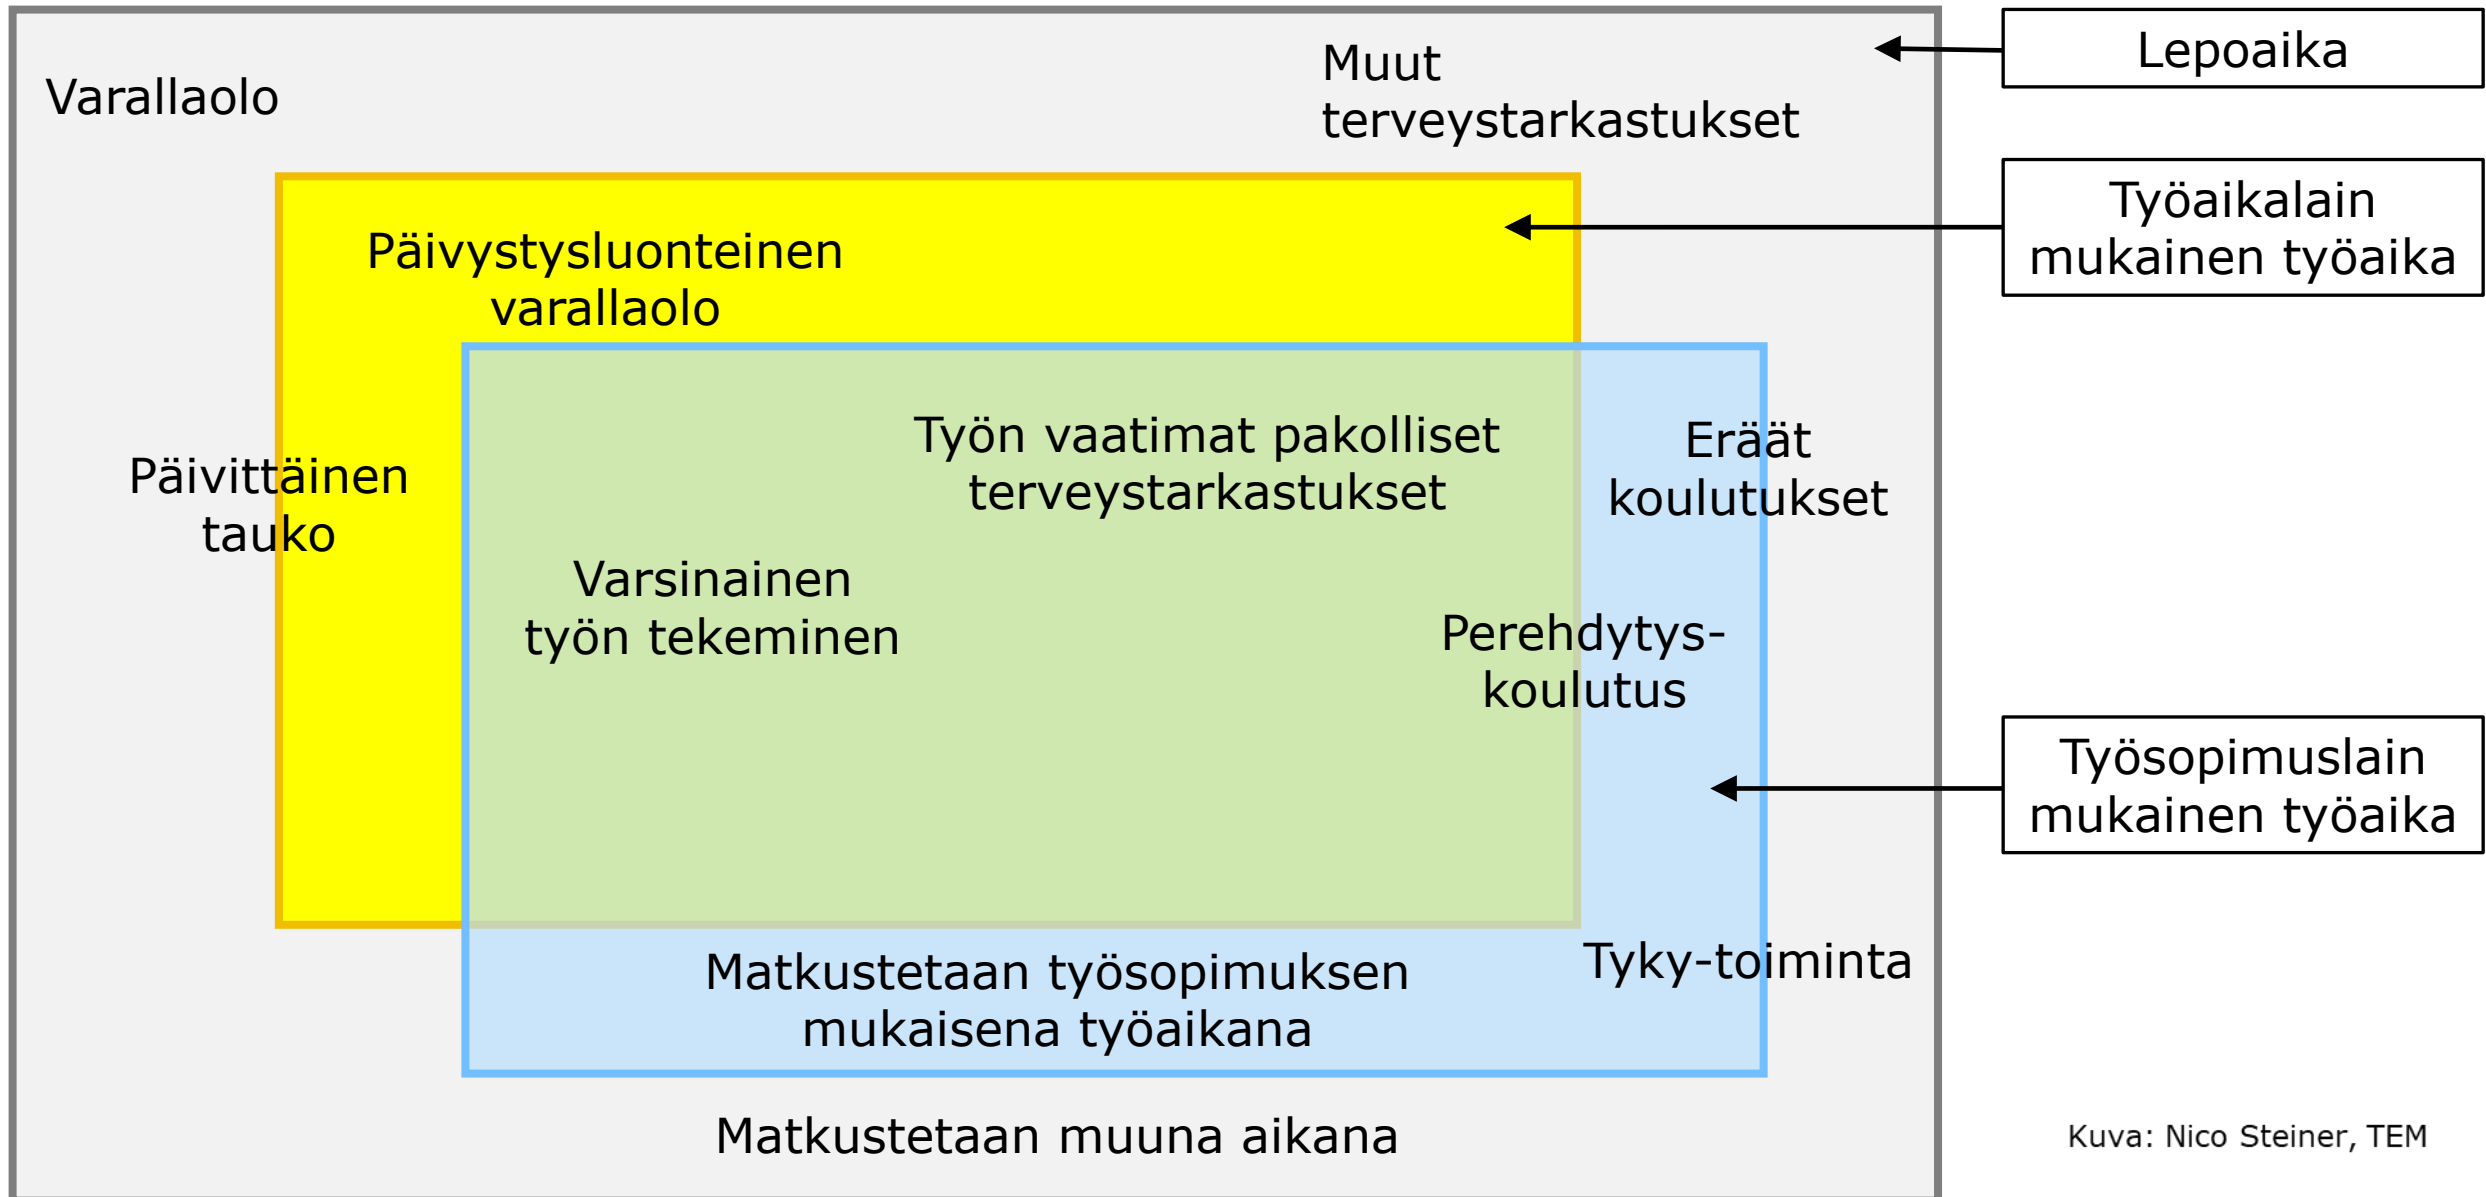 Varallaolo
Muut
terveystarkastukset
Lepoaika
Työaikalain
mukainen työaika
Päivystysluonteinen
varallaolo
Työn vaatimat pakolliset
terveystarkastukset
Eräät
koulutukset
Päivittäinen
tauko
Varsinainen
työn tekeminen
Perehdytys-
koulutus
Työsopimuslain
mukainen työaika
Matkustetaan työsopimuksen
mukaisena työaikana
Tyky-toiminta
Matkustetaan muuna aikana
Kuva: Nico Steiner, TEM